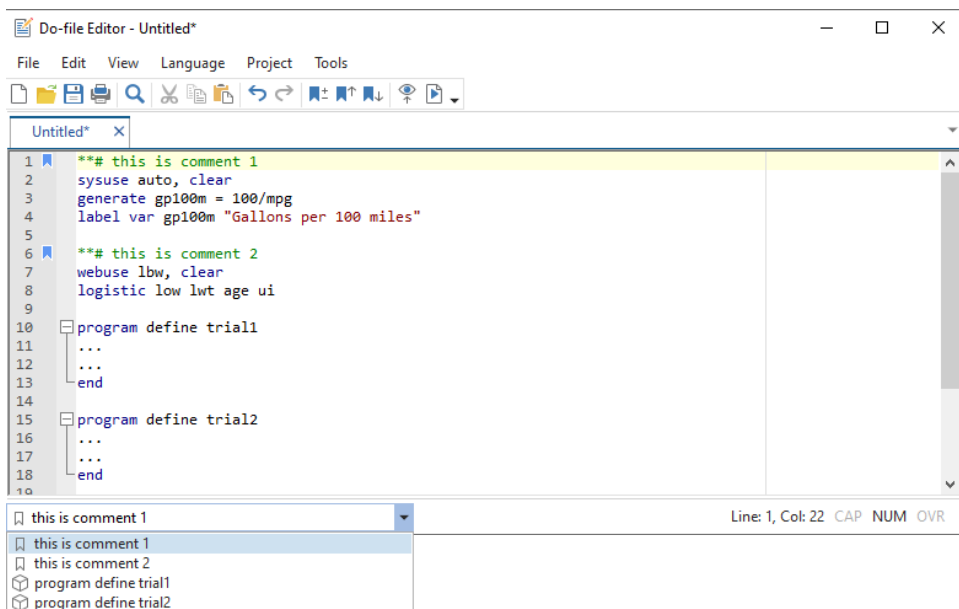 Do-file Editor - Untitled*
File Edit View Language Project Tools
Untitled*
1 **# this is comment 1
2 sysuse auto, clear
3 generate gp100m = 100/mpg
4 label var gp100m "Gallons per 100 miles"
5
6 **# this is comment 2
7 webuse lbw, clear
8 logistic low lwt age ui
9
10 program define trial1
11 ...
12 ...
13 end
14
15 program define trial2
16 ...
17 ...
18 end
19
this is comment 1 Line: 1, Col: 22 CAP NUM OVR
this is comment 1
this is comment 2
program define trial1
program define trial2